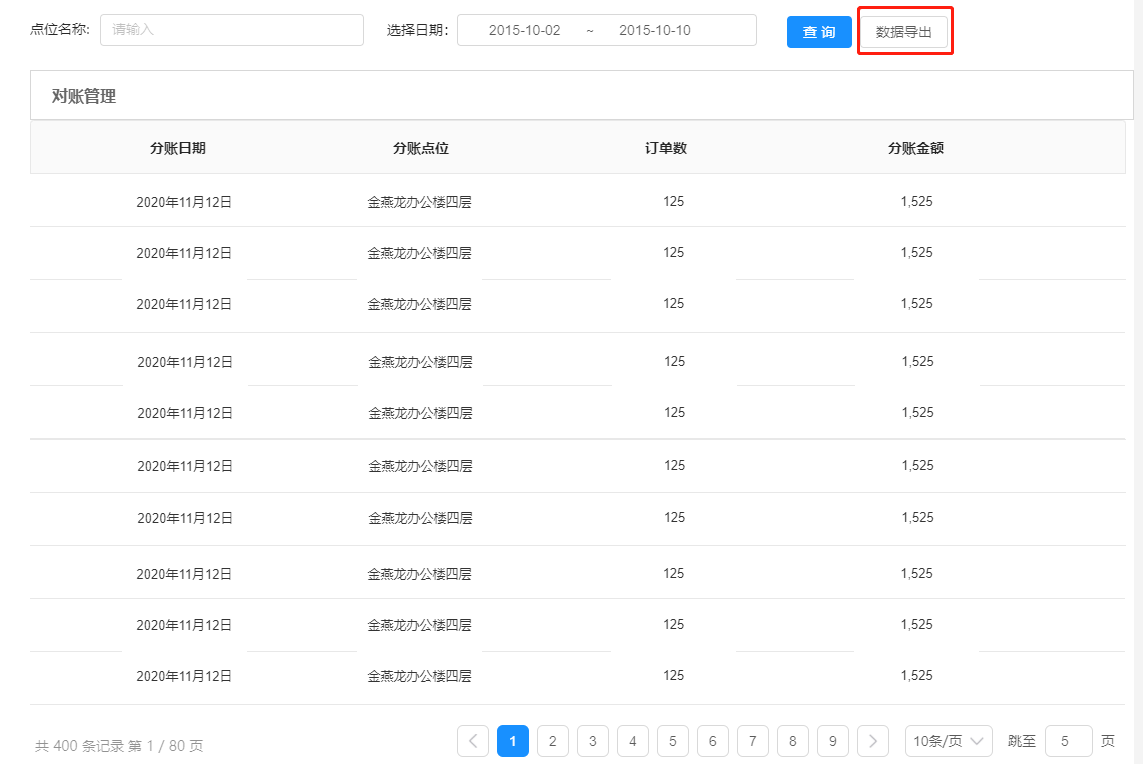 点位名称: 请输入 选择日期: 2015-10-02 ~ 2015-10-10 查 询 数据导出
对账管理
分账日期 分账点位 订单数 分账金额
2020年11月12日 金燕龙办公楼四层 125 1,525
2020年11月12日 金燕龙办公楼四层 125 1,525
2020年11月12日 金燕龙办公楼四层 125 1,525
2020年11月12日 金燕龙办公楼四层 125 1,525
2020年11月12日 金燕龙办公楼四层 125 1,525
2020年11月12日 金燕龙办公楼四层 125 1,525
2020年11月12日 金燕龙办公楼四层 125 1,525
2020年11月12日 金燕龙办公楼四层 125 1,525
2020年11月12日 金燕龙办公楼四层 125 1,525
2020年11月12日 金燕龙办公楼四层 125 1,525
共 400 条记录 第 1 / 80 页 1 2 3 4 5 6 7 8 9 10条/页 跳至 5 页